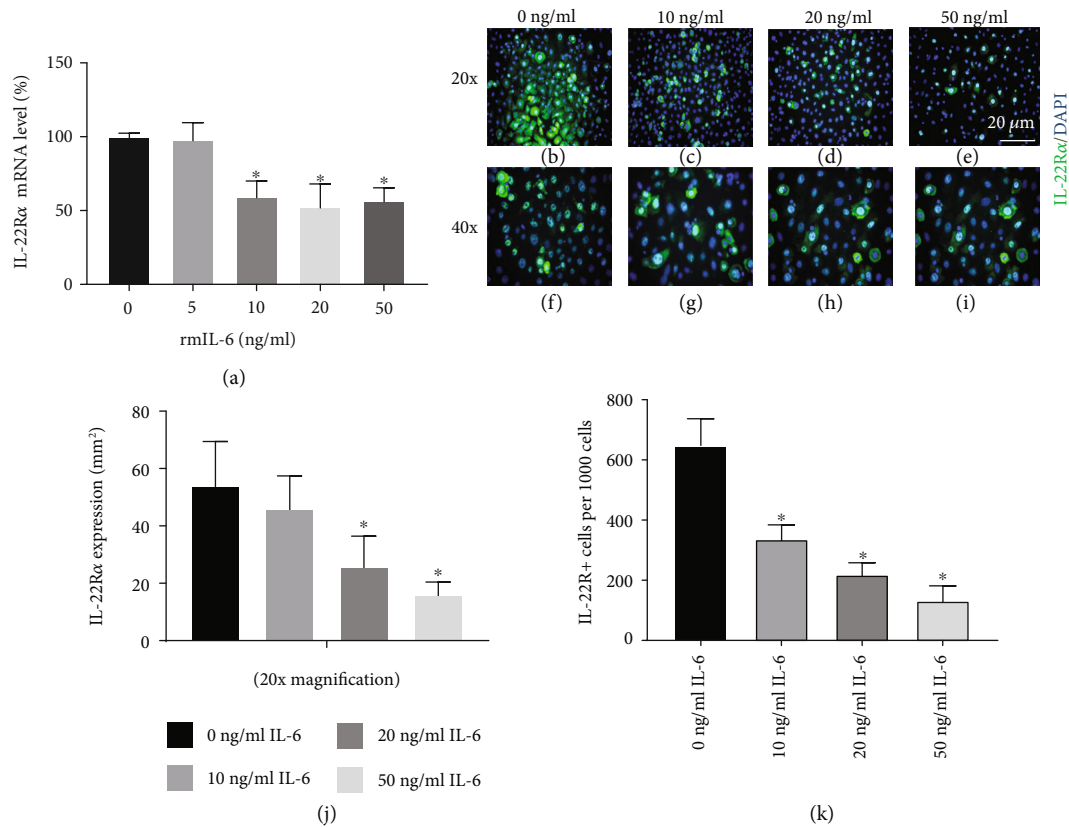 IL-22Rα mRNA level (%)
150
100
50
0
*
*
*
0 5 10 20 50
rmIL-6 (ng/ml)
(a)
0 ng/ml 10 ng/ml 20 ng/ml 50 ng/ml
20x
20 μm
(b) (c) (d) (e)
40x
(f) (g) (h) (i)
IL-22Rα/DAPI
IL-22Rα expression (mm²)
80
60
40
20
0
*
*
(20x magnification)
0 ng/ml IL-6
10 ng/ml IL-6
20 ng/ml IL-6
50 ng/ml IL-6
(j)
IL-22R+ cells per 1000 cells
800
600
400
200
0
*
*
*
0 ng/ml IL-6
10 ng/ml IL-6
20 ng/ml IL-6
50 ng/ml IL-6
(k)